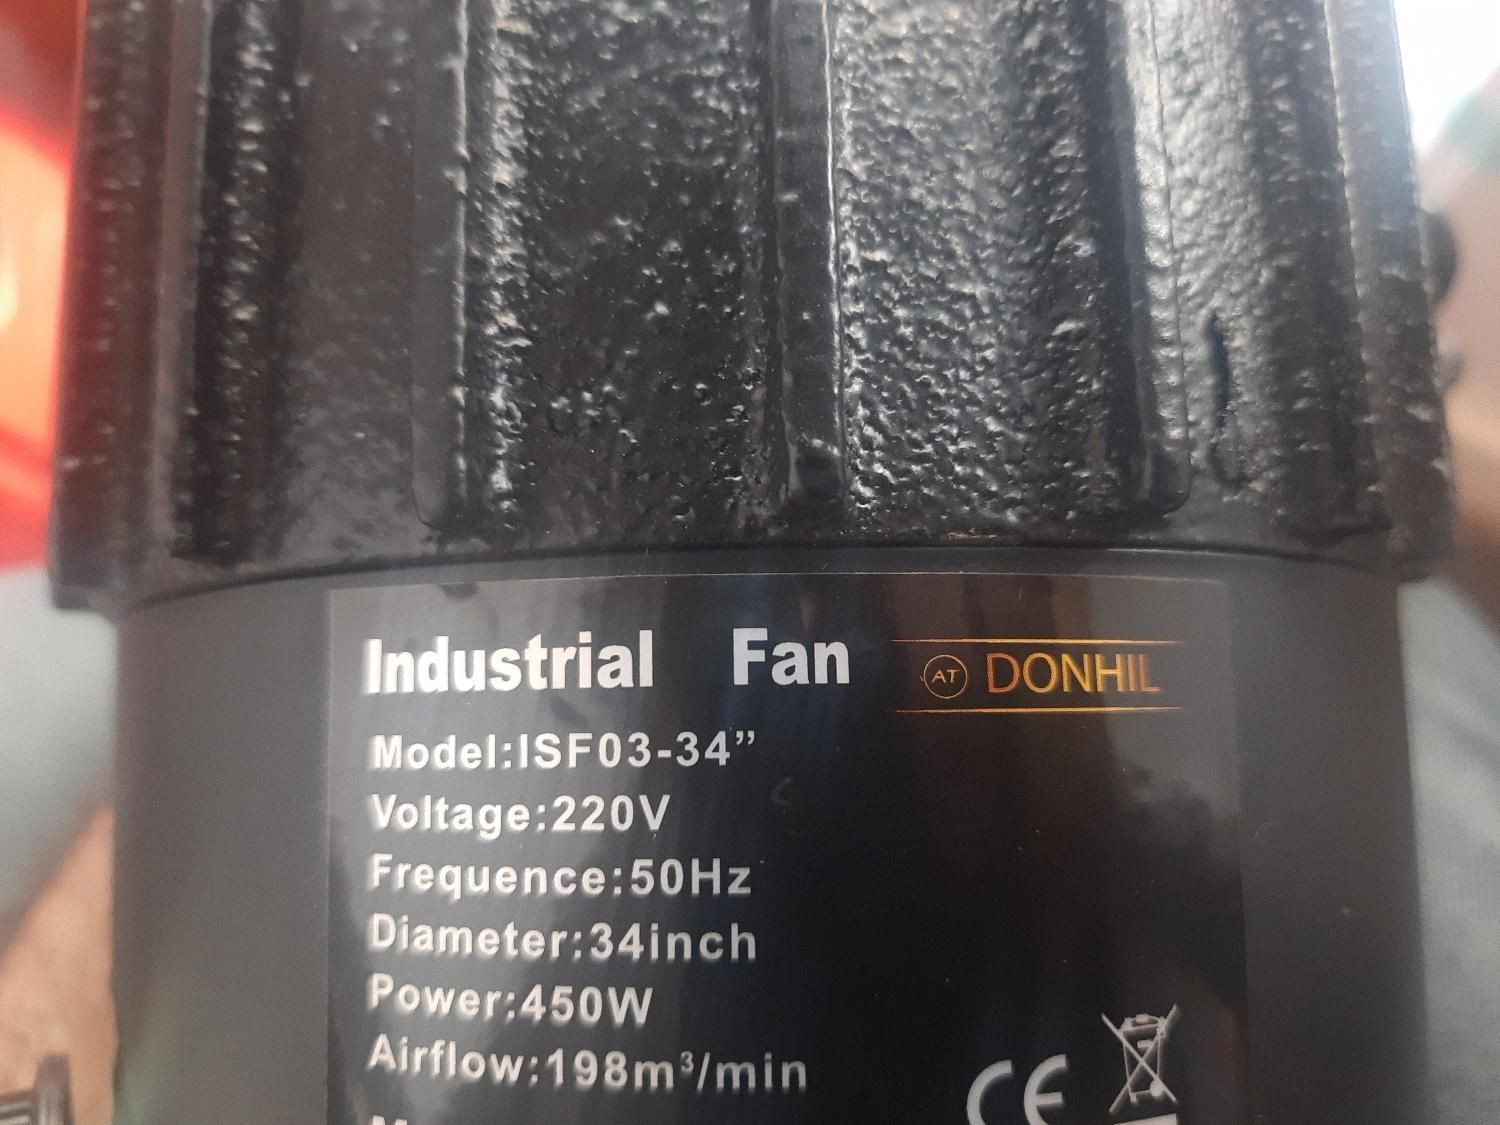 Industrial Fan AT DONHIL
Model:ISF03-34”
Voltage:220V
Frequence:50Hz
Diameter:34inch
Power:450W
Airflow:198m³/min
CE